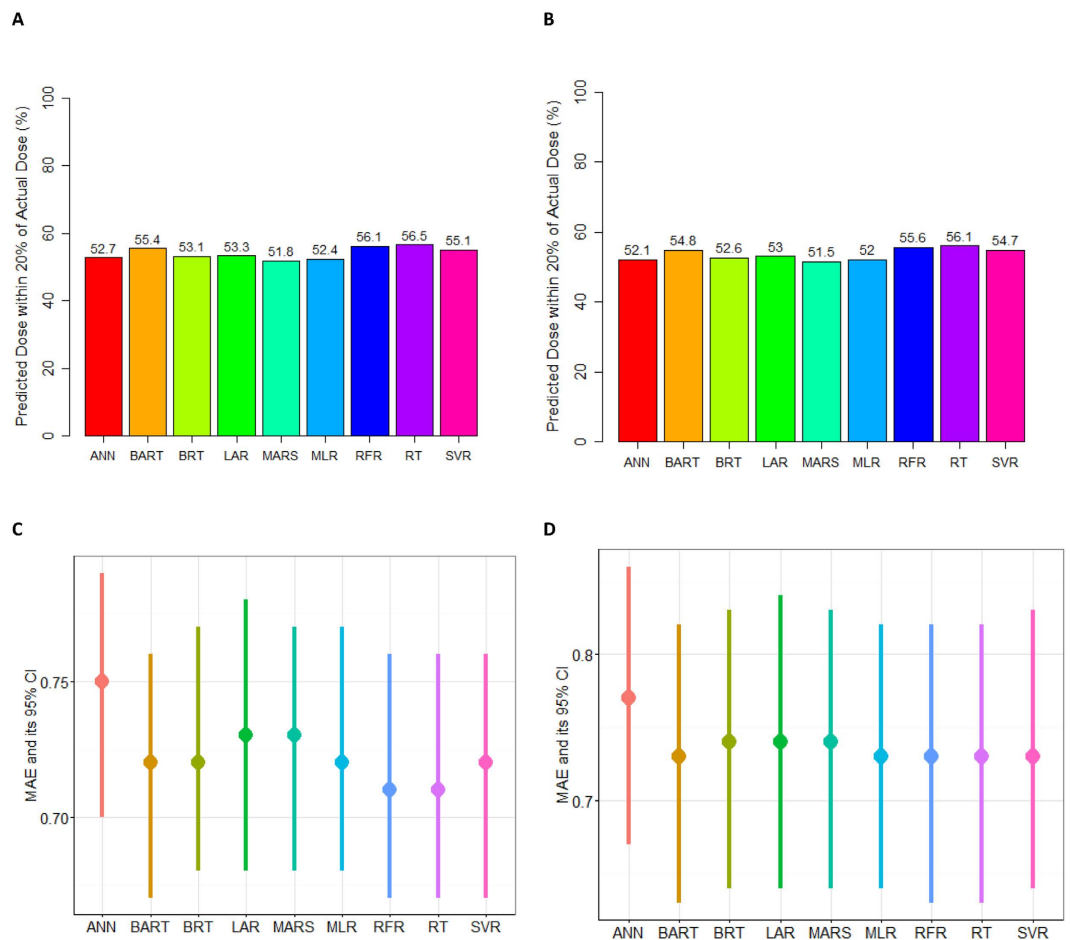 A
B
Predicted Dose within 20% of Actual Dose (%)
100
80
60
40
20
0
52.7 55.4 53.1 53.3 51.8 52.4 56.1 56.5 55.1
ANN BART BRT LAR MARS MLR RFR RT SVR
Predicted Dose within 20% of Actual Dose (%)
100
80
60
40
20
0
52.1 54.8 52.6 53 51.5 52 55.6 56.1 54.7
ANN BART BRT LAR MARS MLR RFR RT SVR
C
D
MAE and its 95% CI
0.75
0.70
ANN BART BRT LAR MARS MLR RFR RT SVR
MAE and its 95% CI
0.8
0.7
ANN BART BRT LAR MARS MLR RFR RT SVR